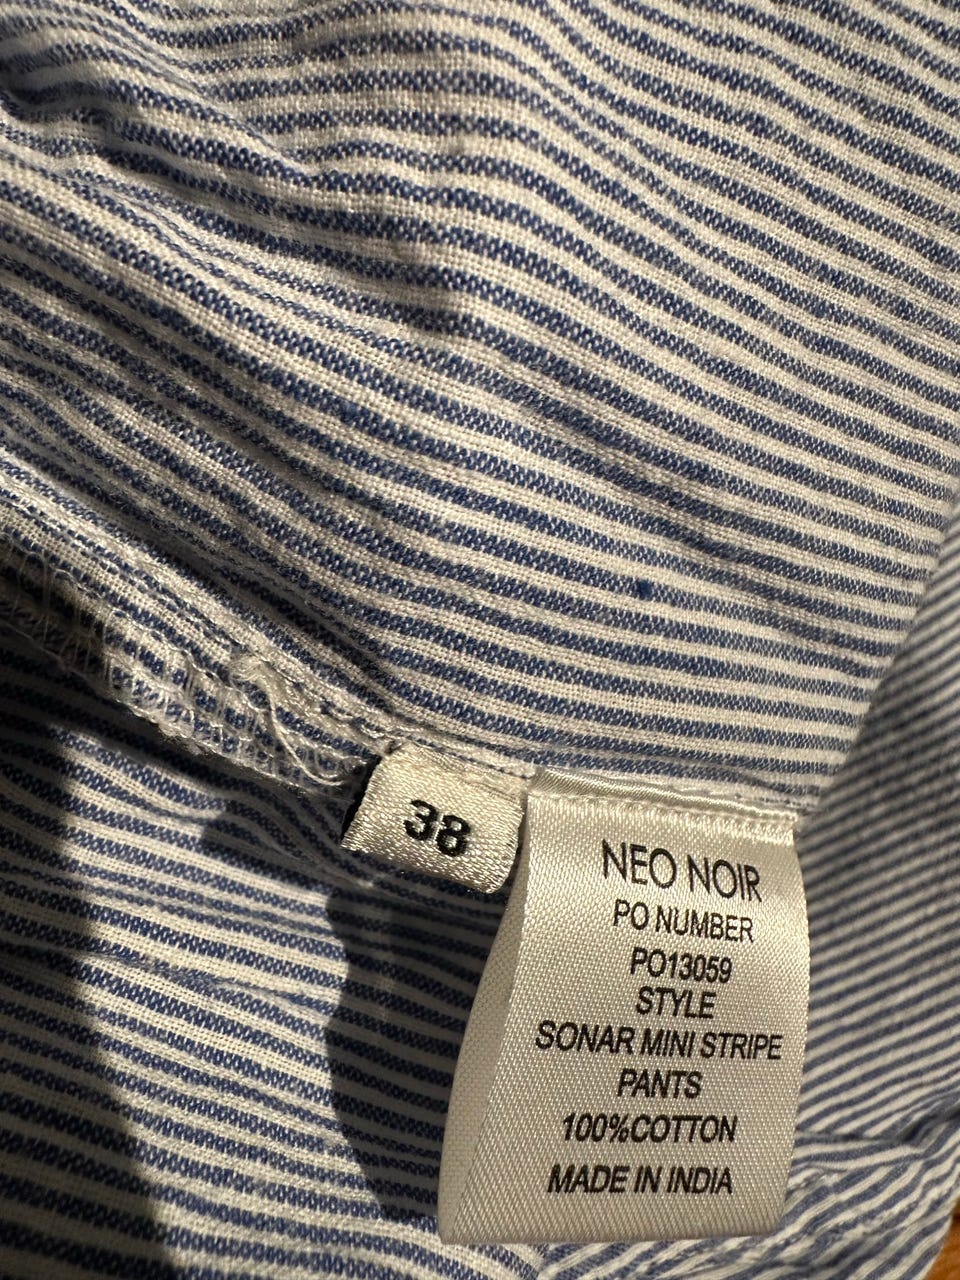 38
NEO NOIR
PO NUMBER
PO13059
STYLE
SONAR MINI STRIPE
PANTS
100%COTTON
MADE IN INDIA